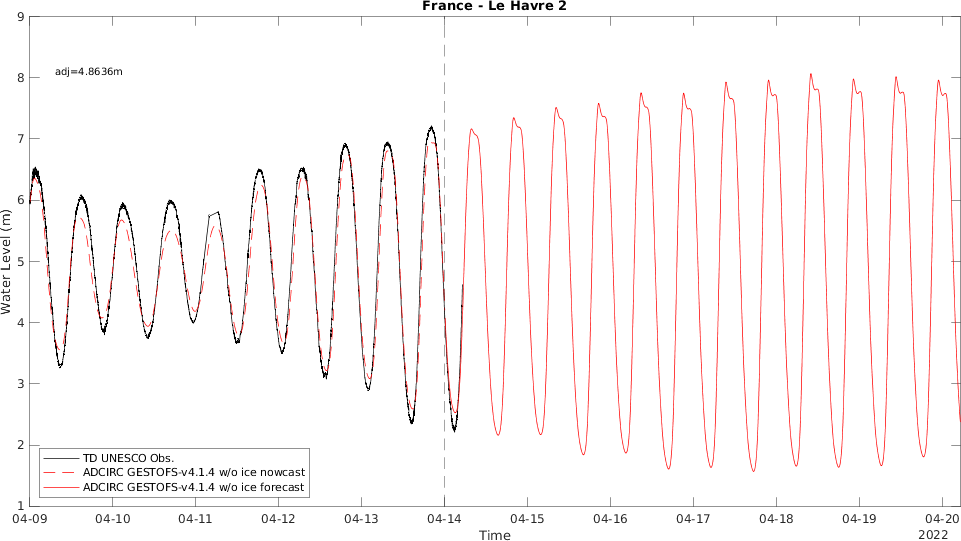 France - Le Havre 2
9
8
adj=4.8636m
7
6
5
4
3
2
1
Water Level (m)
TD UNESCO Obs.
ADCIRC GESTOFS-v4.1.4 w/o ice nowcast
ADCIRC GESTOFS-v4.1.4 w/o ice forecast
04-09 04-10 04-11 04-12 04-13 04-14 04-15 04-16 04-17 04-18 04-19 04-20
Time
2022